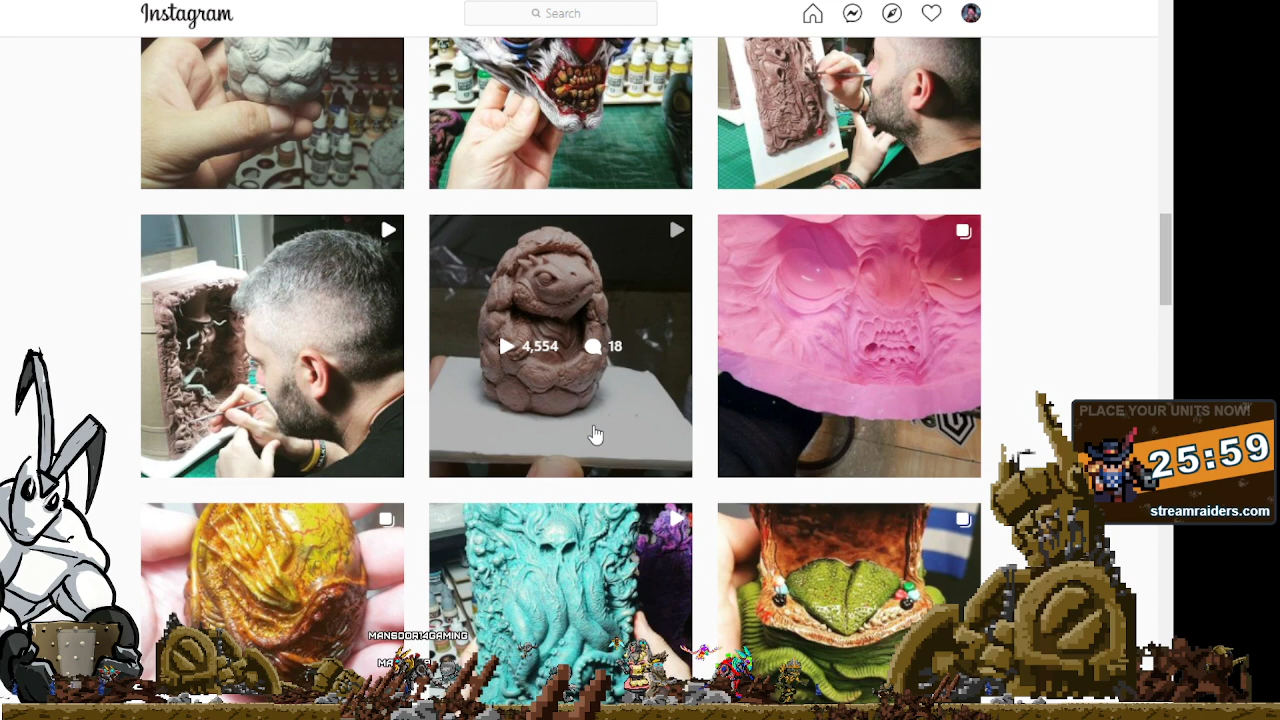 Instagram
Search
4,554
18
PLACE YOUR UNITS NOW!
25:59
streamraiders.com
MANSOOR14GAMING